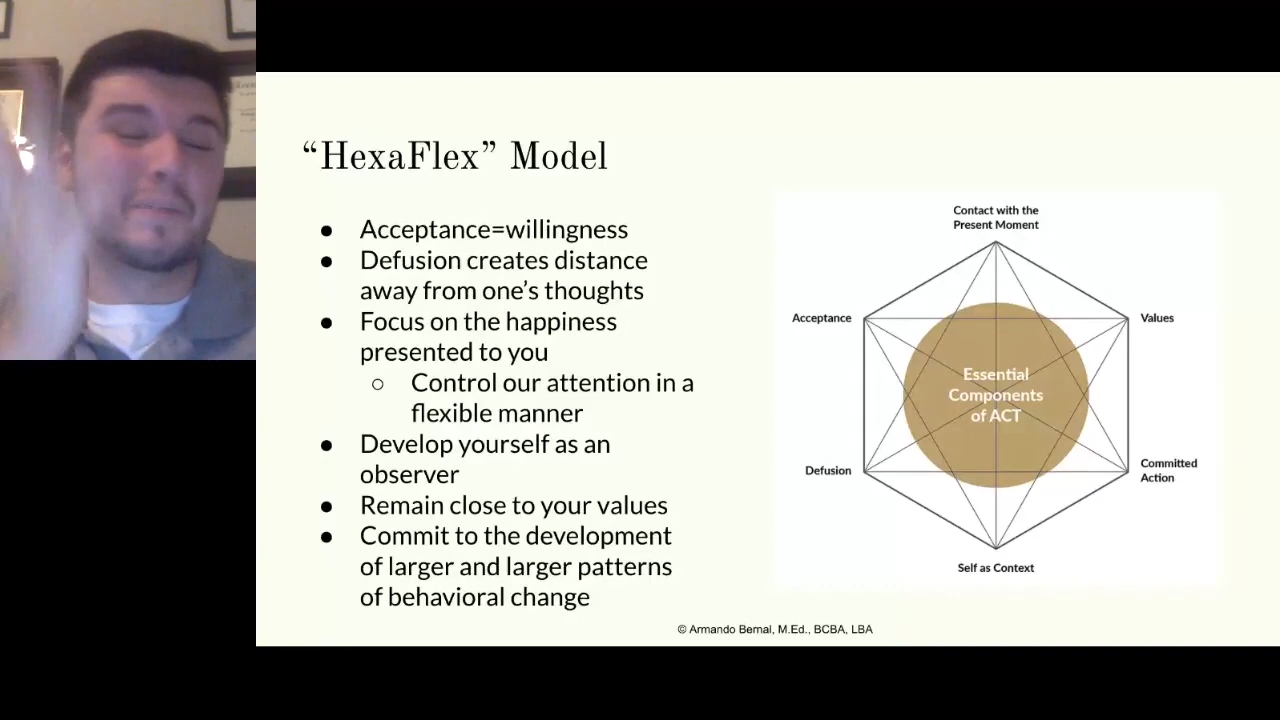 “HexaFlex” Model
● Acceptance=willingness
● Defusion creates distance
away from one’s thoughts
● Focus on the happiness
presented to you
○ Control our attention in a
flexible manner
● Develop yourself as an
observer
● Remain close to your values
● Commit to the development
of larger and larger patterns
of behavioral change
Contact with the
Present Moment
Acceptance
Values
Essential
Components
of ACT
Defusion
Committed
Action
Self as Context
© Armando Bernal, M.Ed., BCBA, LBA